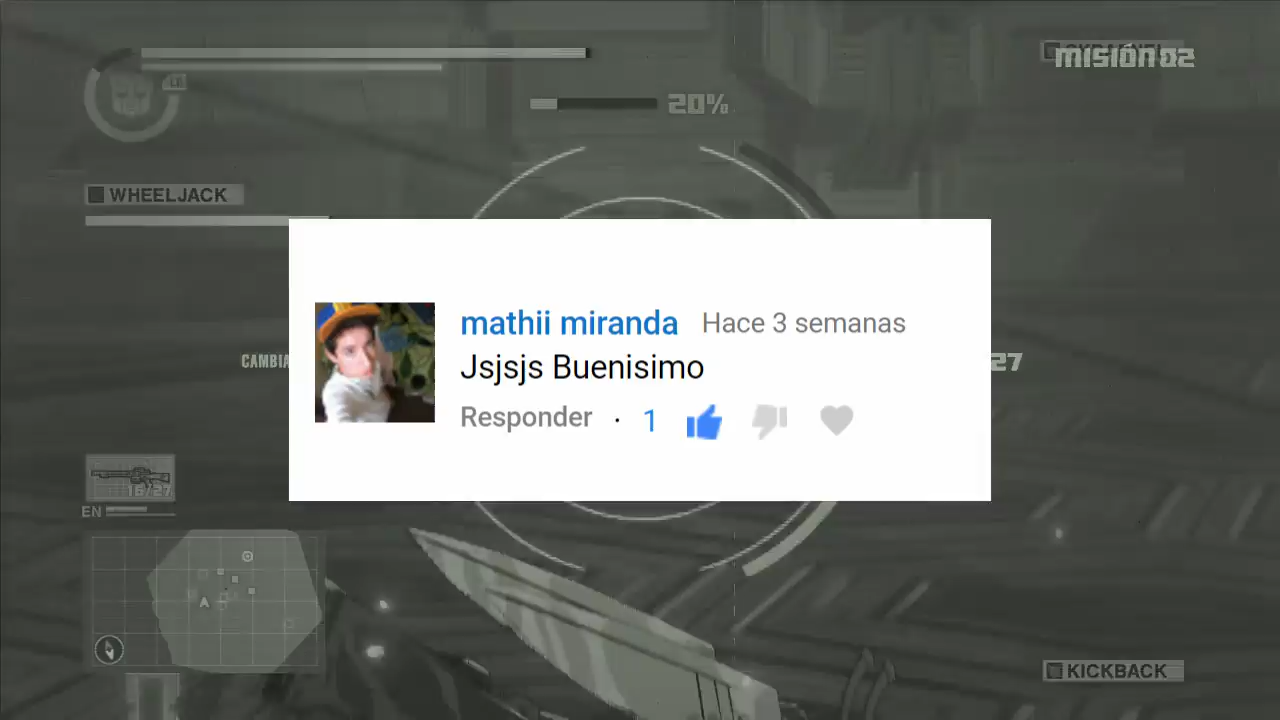 MISIÓN 02
20%
WHEELJACK
mathii miranda Hace 3 semanas
Jsjsjs Buenisimo
Responder · 1
CAMBIA
27
16/27
EN
KICKBACK